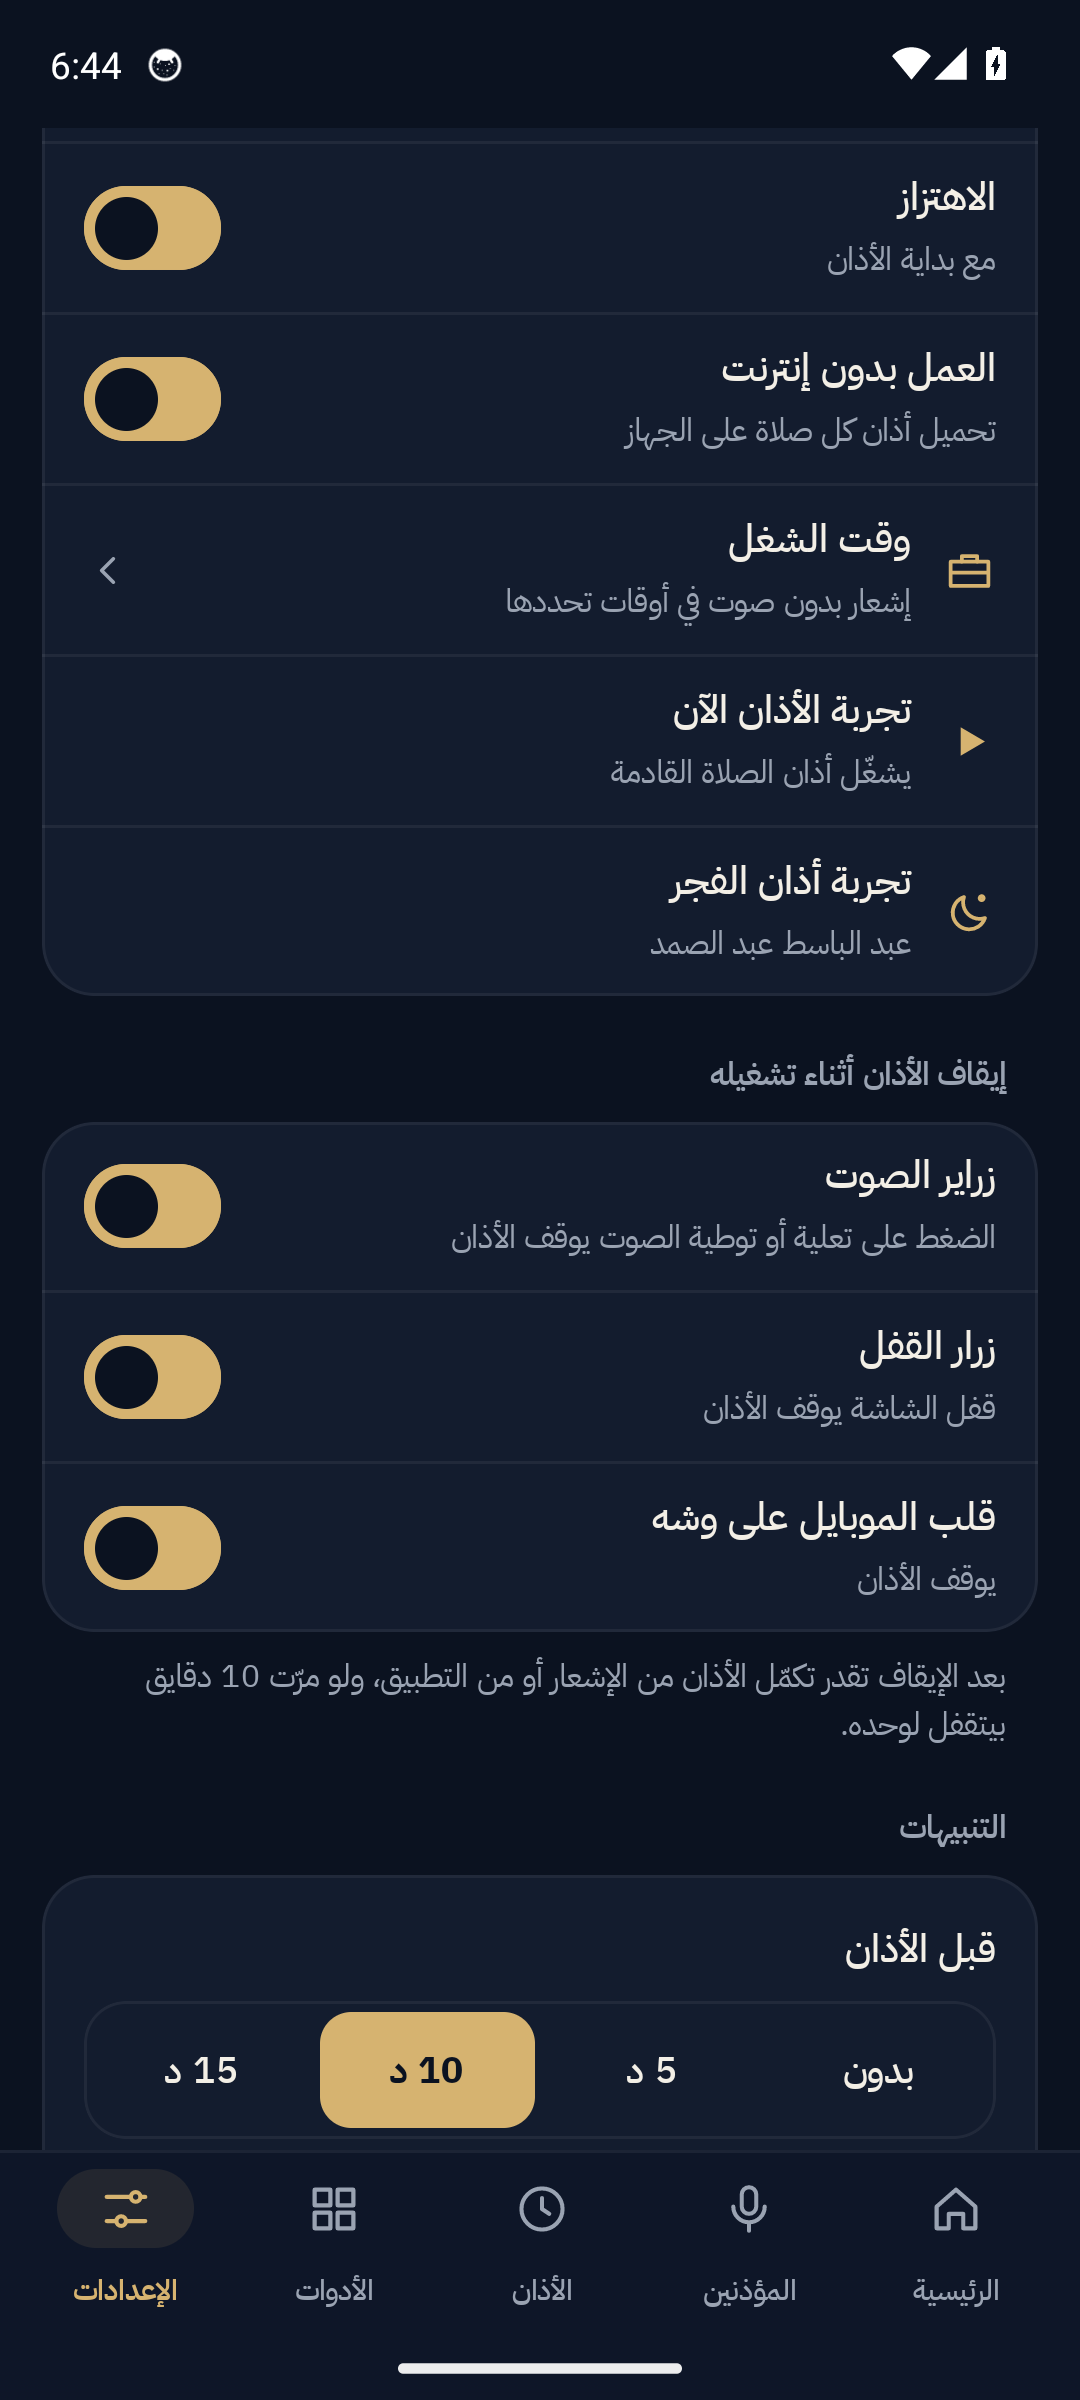 6:44
الاهتزاز
مع بداية الأذان
العمل بدون إنترنت
تحميل أذان كل صلاة على الجهاز
وقت الشغل
إشعار بدون صوت في أوقات تحددها
تجربة الأذان الآن
يشغّل أذان الصلاة القادمة
تجربة أذان الفجر
عبد الباسط عبد الصمد
إيقاف الأذان أثناء تشغيله
زراير الصوت
الضغط على تعلية أو توطية الصوت يوقف الأذان
زرار القفل
قفل الشاشة يوقف الأذان
قلب الموبايل على وشه
يوقف الأذان
بعد الإيقاف تقدر تكمّل الأذان من الإشعار أو من التطبيق، ولو مرّت 10 دقايق
بيتقفل لوحده.
التنبيهات
قبل الأذان
بدون 5 د 10 د 15 د
الرئيسية المؤذنين الأذان الأدوات الإعدادات